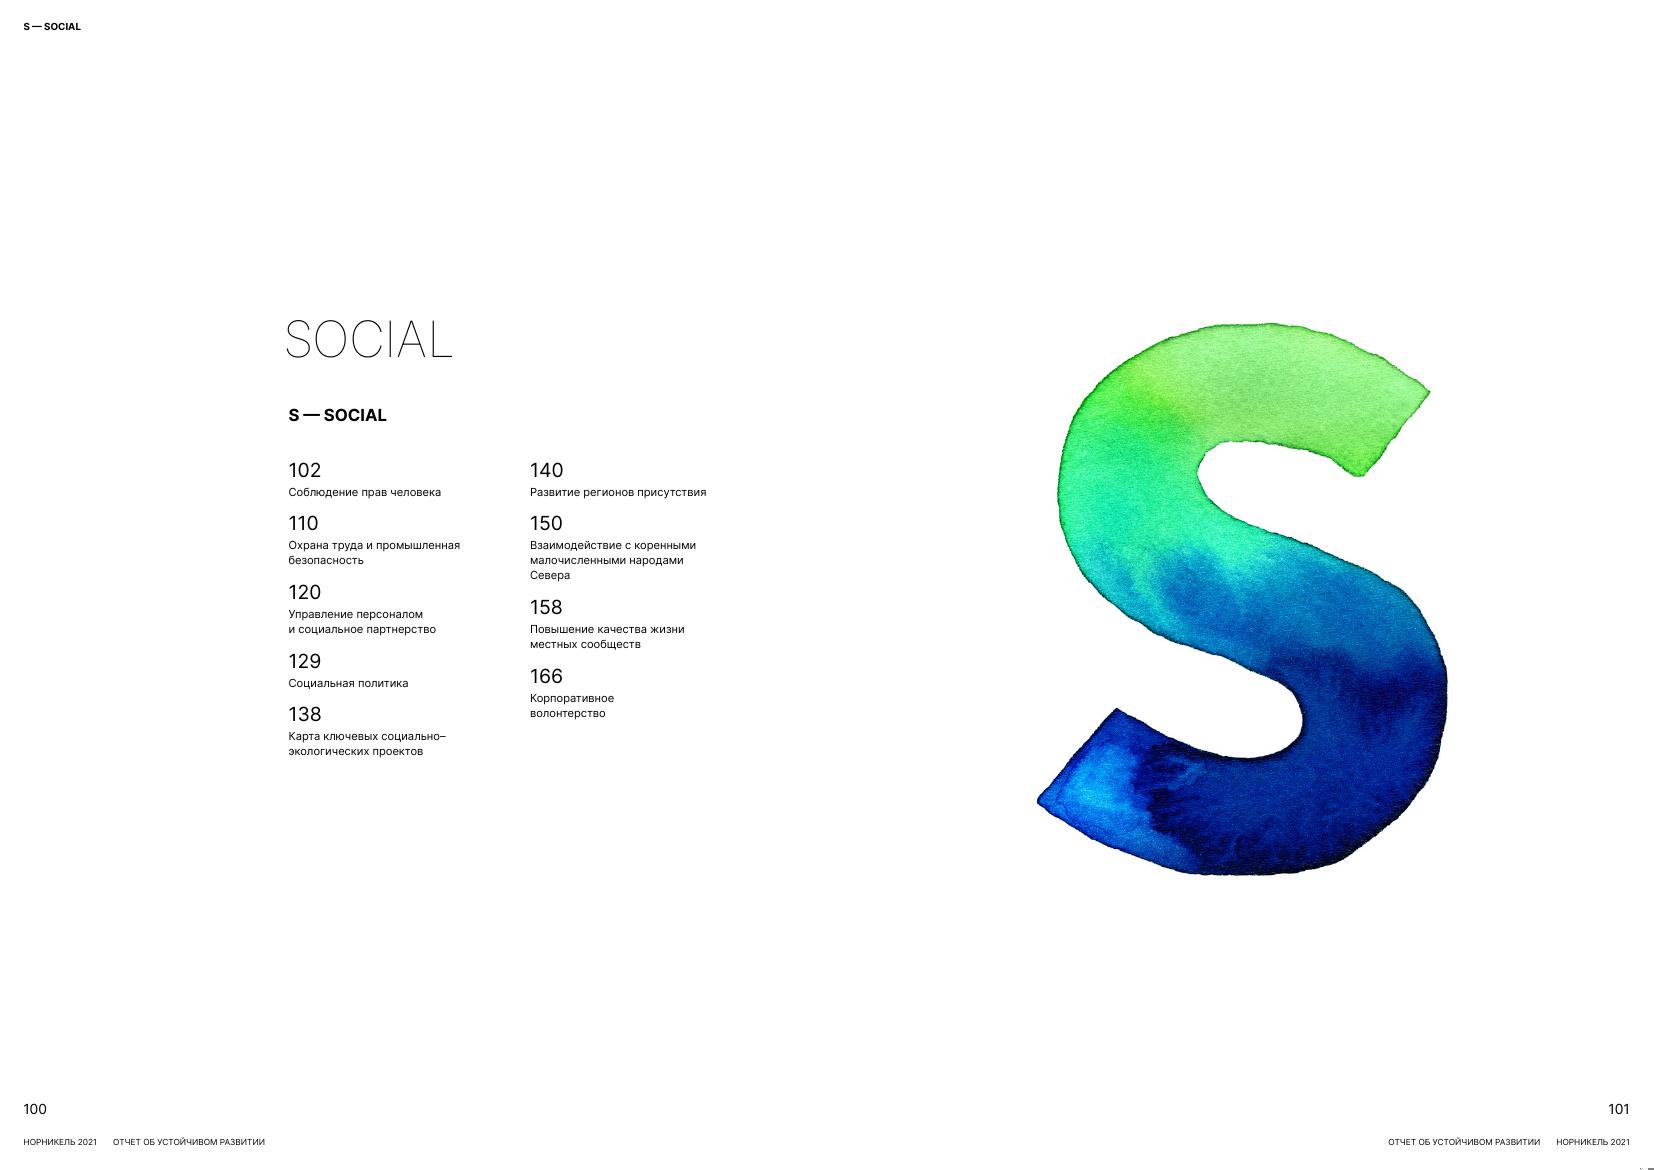 S — SOCIAL
SOCIAL
S — SOCIAL
102
Соблюдение прав человека
110
Охрана труда и промышленная
безопасность
120
Управление персоналом
и социальное партнерство
129
Социальная политика
138
Карта ключевых социально–
экологических проектов
140
Развитие регионов присутствия
150
Взаимодействие с коренными
малочисленными народами
Севера
158
Повышение качества жизни
местных сообществ
166
Корпоративное
волонтерство
S
100
101
НОРНИКЕЛЬ 2021 ОТЧЕТ ОБ УСТОЙЧИВОМ РАЗВИТИИ
ОТЧЕТ ОБ УСТОЙЧИВОМ РАЗВИТИИ НОРНИКЕЛЬ 2021